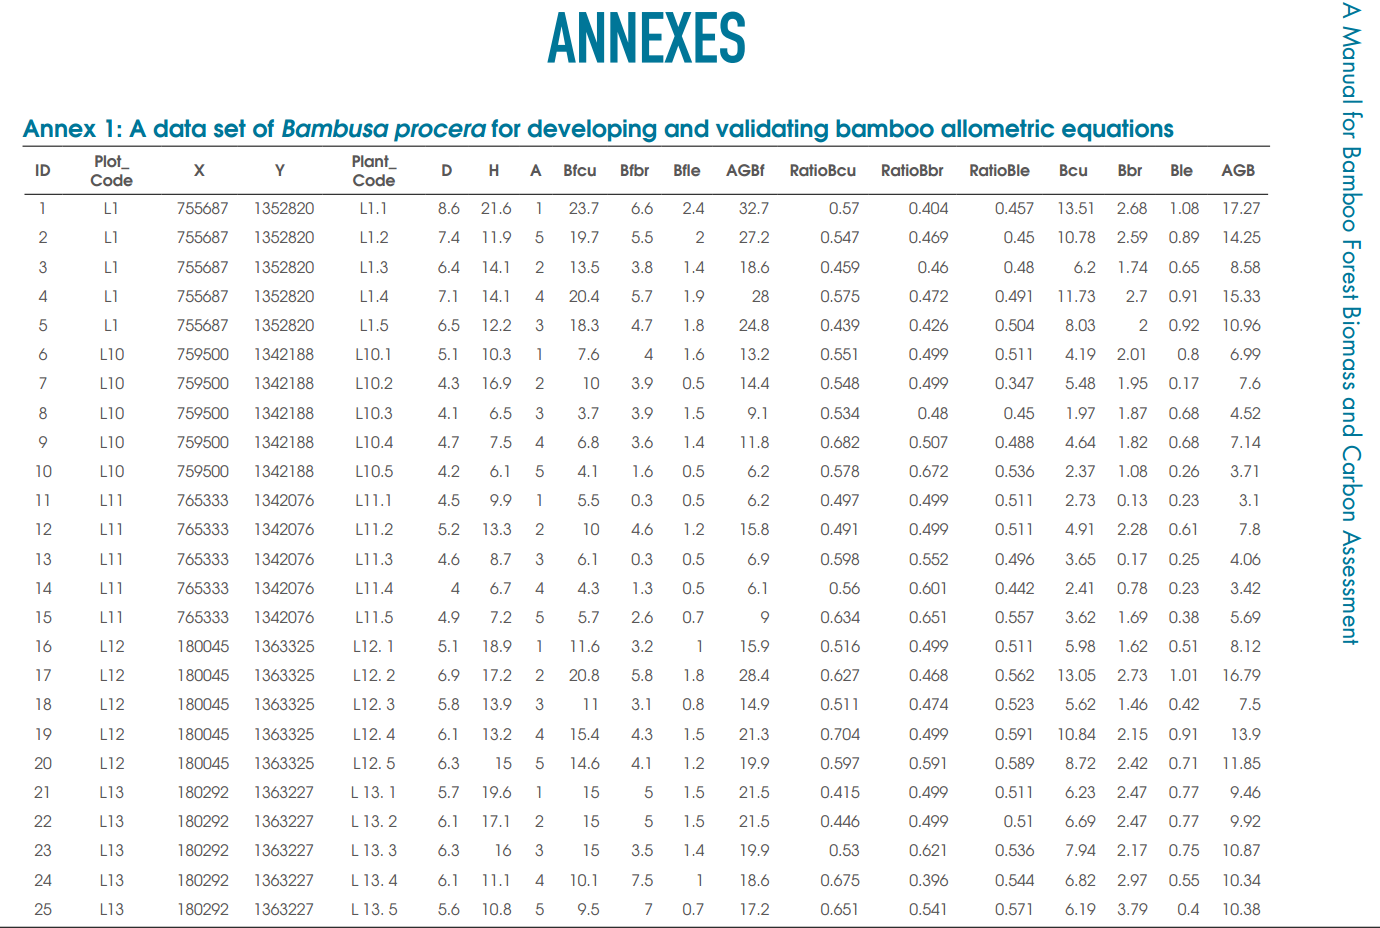 ANNEXES
Annex 1: A data set of Bambusa procera for developing and validating bamboo allometric equations
ID Plot_ Code X Y Plant_ Code D H A Bfcu Bfbr Bfle AGBf RatioBcu RatioBbr RatioBle Bcu Bbr Ble AGB
1 L1 755687 1352820 L1.1 8.6 21.6 1 23.7 6.6 2.4 32.7 0.57 0.404 0.457 13.51 2.68 1.08 17.27
2 L1 755687 1352820 L1.2 7.4 11.9 5 19.7 5.5 2 27.2 0.547 0.469 0.45 10.78 2.59 0.89 14.25
3 L1 755687 1352820 L1.3 6.4 14.1 2 13.5 3.8 1.4 18.6 0.459 0.46 0.48 6.2 1.74 0.65 8.58
4 L1 755687 1352820 L1.4 7.1 14.1 4 20.4 5.7 1.9 28 0.575 0.472 0.491 11.73 2.7 0.91 15.33
5 L1 755687 1352820 L1.5 6.5 12.2 3 18.3 4.7 1.8 24.8 0.439 0.426 0.504 8.03 2 0.92 10.96
6 L10 759500 1342188 L10.1 5.1 10.3 1 7.6 4 1.6 13.2 0.551 0.499 0.511 4.19 2.01 0.8 6.99
7 L10 759500 1342188 L10.2 4.3 16.9 2 10 3.9 0.5 14.4 0.548 0.499 0.347 5.48 1.95 0.17 7.6
8 L10 759500 1342188 L10.3 4.1 6.5 3 3.7 3.9 1.5 9.1 0.534 0.48 0.45 1.97 1.87 0.68 4.52
9 L10 759500 1342188 L10.4 4.7 7.5 4 6.8 3.6 1.4 11.8 0.682 0.507 0.488 4.64 1.82 0.68 7.14
10 L10 759500 1342188 L10.5 4.2 6.1 5 4.1 1.6 0.5 6.2 0.578 0.672 0.536 2.37 1.08 0.26 3.71
11 L11 765333 1342076 L11.1 4.5 9.9 1 5.5 0.3 0.5 6.2 0.497 0.499 0.511 2.73 0.13 0.23 3.1
12 L11 765333 1342076 L11.2 5.2 13.3 2 10 4.6 1.2 15.8 0.491 0.499 0.511 4.91 2.28 0.61 7.8
13 L11 765333 1342076 L11.3 4.6 8.7 3 6.1 0.3 0.5 6.9 0.598 0.552 0.496 3.65 0.17 0.25 4.06
14 L11 765333 1342076 L11.4 4 6.7 4 4.3 1.3 0.5 6.1 0.56 0.601 0.442 2.41 0.78 0.23 3.42
15 L11 765333 1342076 L11.5 4.9 7.2 5 5.7 2.6 0.7 9 0.634 0.651 0.557 3.62 1.69 0.38 5.69
16 L12 180045 1363325 L12. 1 5.1 18.9 1 11.6 3.2 1 15.9 0.516 0.499 0.511 5.98 1.62 0.51 8.12
17 L12 180045 1363325 L12. 2 6.9 17.2 2 20.8 5.8 1.8 28.4 0.627 0.468 0.562 13.05 2.73 1.01 16.79
18 L12 180045 1363325 L12. 3 5.8 13.9 3 11 3.1 0.8 14.9 0.511 0.474 0.523 5.62 1.46 0.42 7.5
19 L12 180045 1363325 L12. 4 6.1 13.2 4 15.4 4.3 1.5 21.3 0.704 0.499 0.591 10.84 2.15 0.91 13.9
20 L12 180045 1363325 L12. 5 6.3 15 5 14.6 4.1 1.2 19.9 0.597 0.591 0.589 8.72 2.42 0.71 11.85
21 L13 180292 1363227 L 13. 1 5.7 19.6 1 15 5 1.5 21.5 0.415 0.499 0.511 6.23 2.47 0.77 9.46
22 L13 180292 1363227 L 13. 2 6.1 17.1 2 15 5 1.5 21.5 0.446 0.499 0.51 6.69 2.47 0.77 9.92
23 L13 180292 1363227 L 13. 3 6.3 16 3 15 3.5 1.4 19.9 0.53 0.621 0.536 7.94 2.17 0.75 10.87
24 L13 180292 1363227 L 13. 4 6.1 11.1 4 10.1 7.5 1 18.6 0.675 0.396 0.544 6.82 2.97 0.55 10.34
25 L13 180292 1363227 L 13. 5 5.6 10.8 5 9.5 7 0.7 17.2 0.651 0.541 0.571 6.19 3.79 0.4 10.38
A Manual for Bamboo Forest Biomass and Carbon Assessment